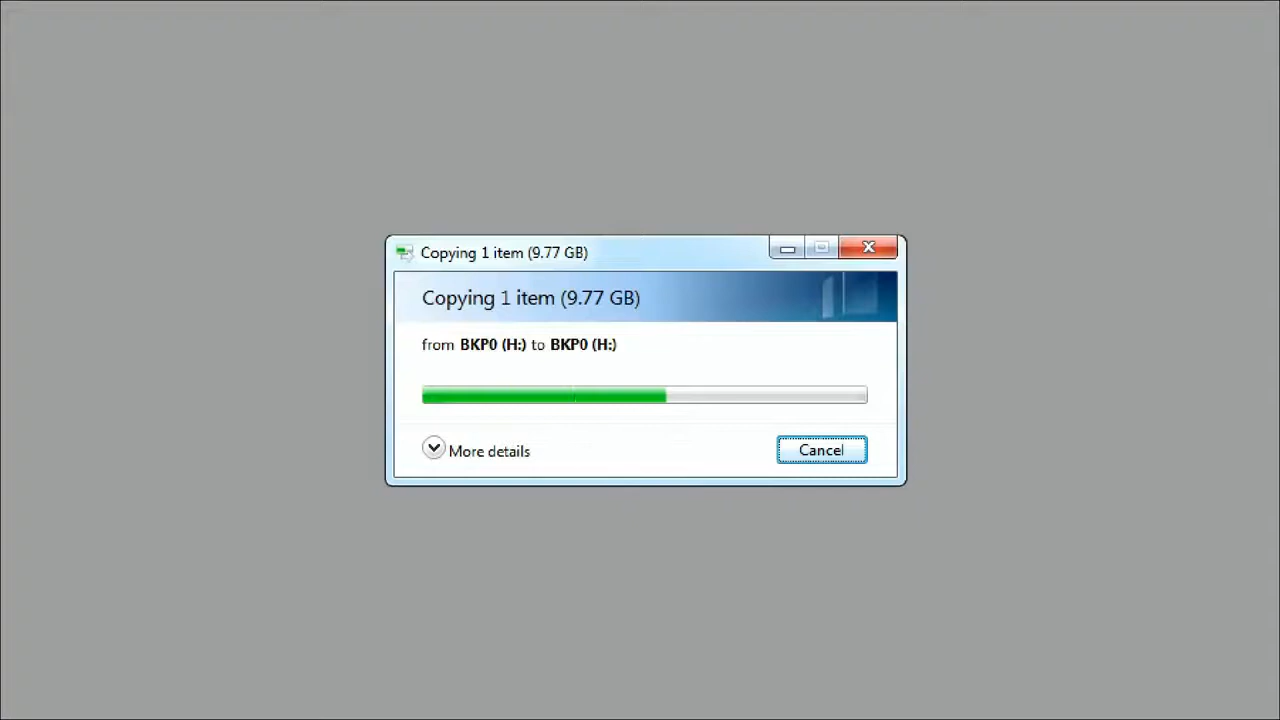 Copying 1 item (9.77 GB)
Copying 1 item (9.77 GB)
from BKP0 (H:) to BKP0 (H:)
More details
Cancel